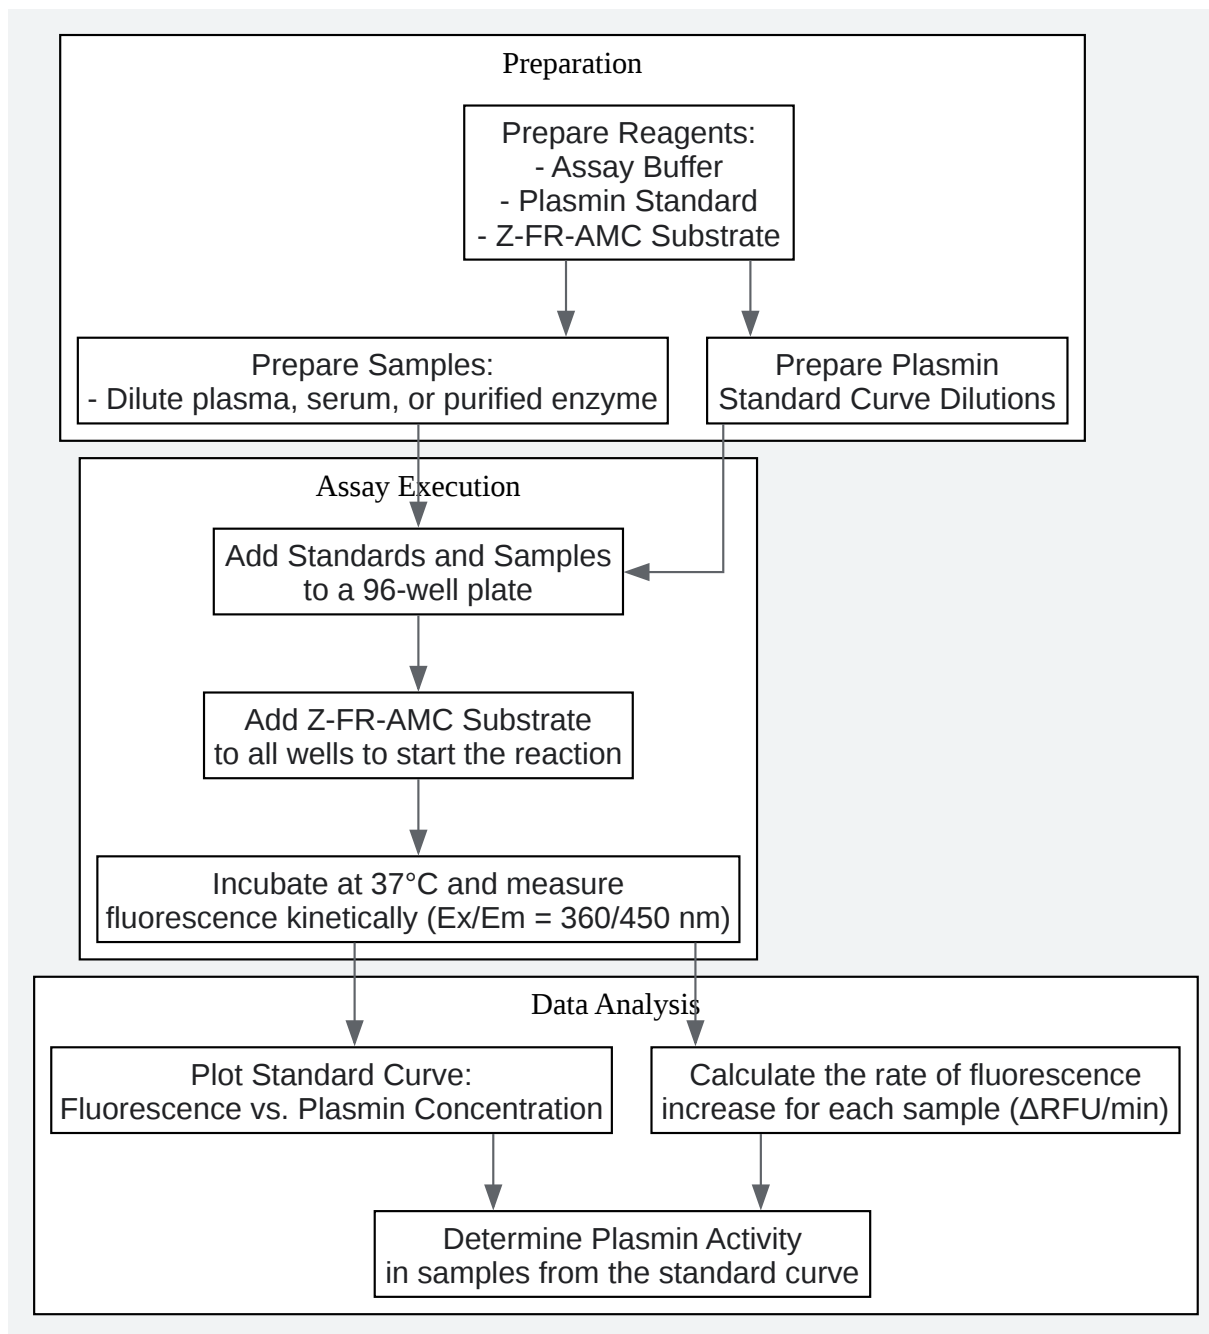 Preparation
Prepare Reagents:
- Assay Buffer
- Plasmin Standard
- Z-FR-AMC Substrate
Prepare Samples:
- Dilute plasma, serum, or purified enzyme
Prepare Plasmin
Standard Curve Dilutions
Assay Execution
Add Standards and Samples
to a 96-well plate
Add Z-FR-AMC Substrate
to all wells to start the reaction
Incubate at 37°C and measure
fluorescence kinetically (Ex/Em = 360/450 nm)
Data Analysis
Plot Standard Curve:
Fluorescence vs. Plasmin Concentration
Calculate the rate of fluorescence
increase for each sample (ΔRFU/min)
Determine Plasmin Activity
in samples from the standard curve